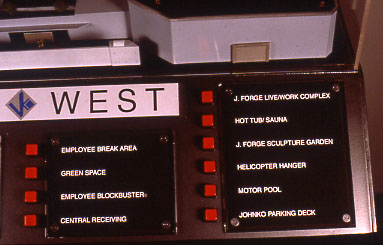 WEST
EMPLOYEE BREAK AREA
GREEN SPACE
EMPLOYEE BLOCKBUSTER
CENTRAL RECEIVING
J. FORGE LIVE/WORK COMPLEX
HOT TUB/ SAUNA
J. FORGE SCULPTURE GARDEN
HELICOPTER HANGER
MOTOR POOL
JOHNKO PARKING DECK